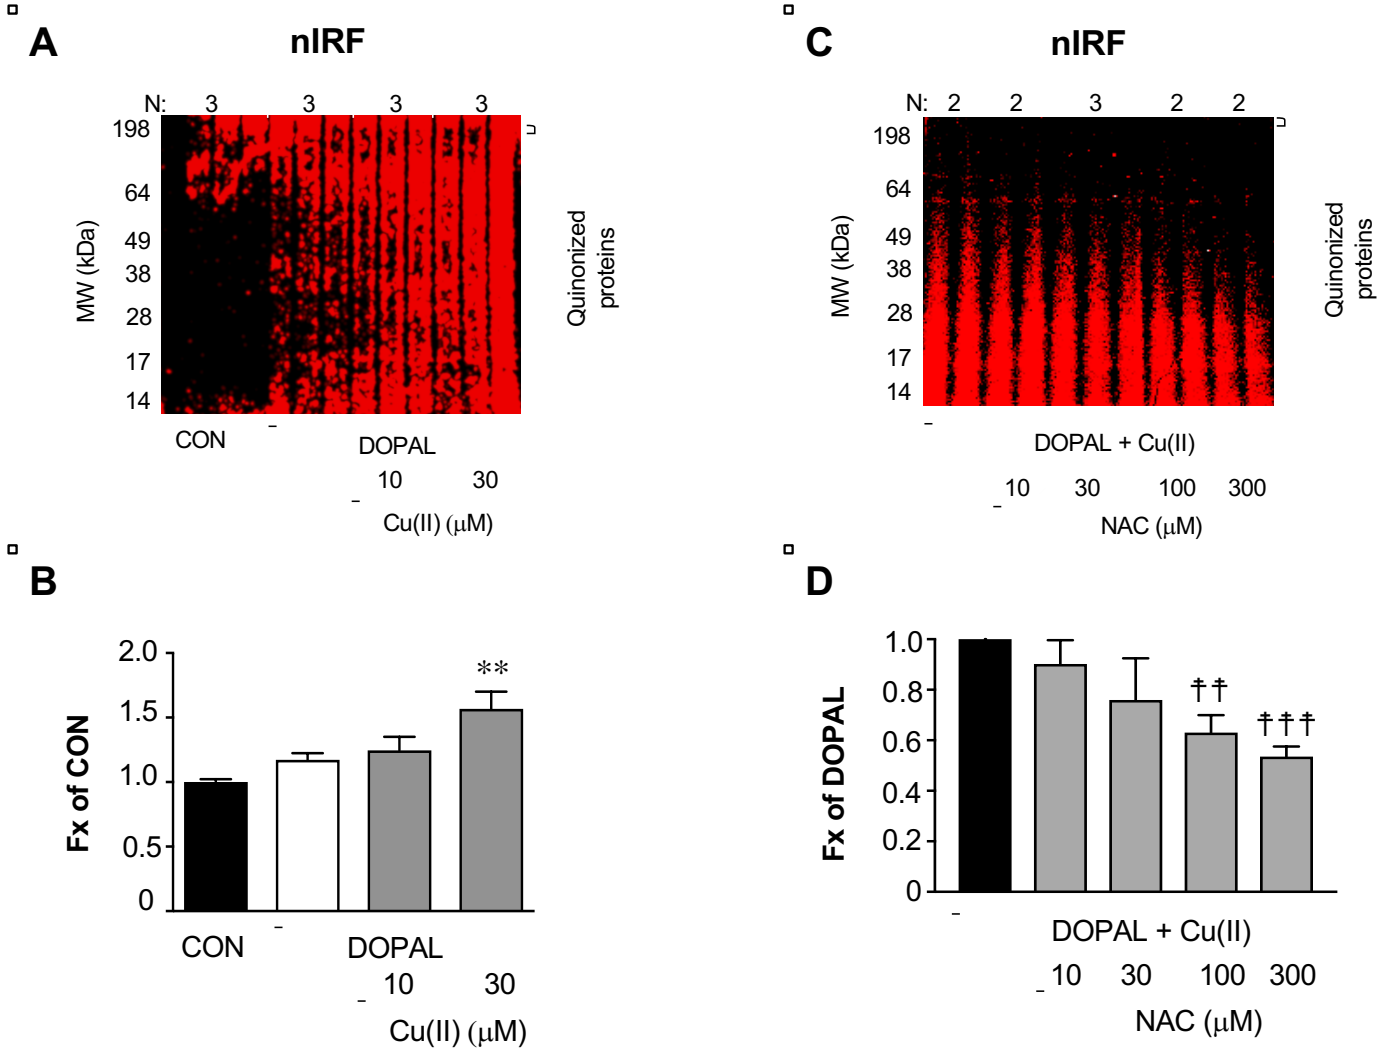 A
nIRF
N: 3 3 3 3
198
64
49
38
28
17
14
MW (kDa)
Quinonized
proteins
CON – DOPAL
– 10 30
Cu(II) (μM)
C
nIRF
N: 2 2 3 2 2
198
64
49
38
28
17
14
MW (kDa)
Quinonized
proteins
–
DOPAL + Cu(II)
– 10 30 100 300
NAC (μM)
B
2.0
1.5
1.0
0.5
0
Fx of CON
**
CON – DOPAL
– 10 30
Cu(II) (μM)
D
1.0
0.8
0.6
0.4
0.2
0
Fx of DOPAL
‡‡
‡‡‡
–
DOPAL + Cu(II)
– 10 30 100 300
NAC (μM)